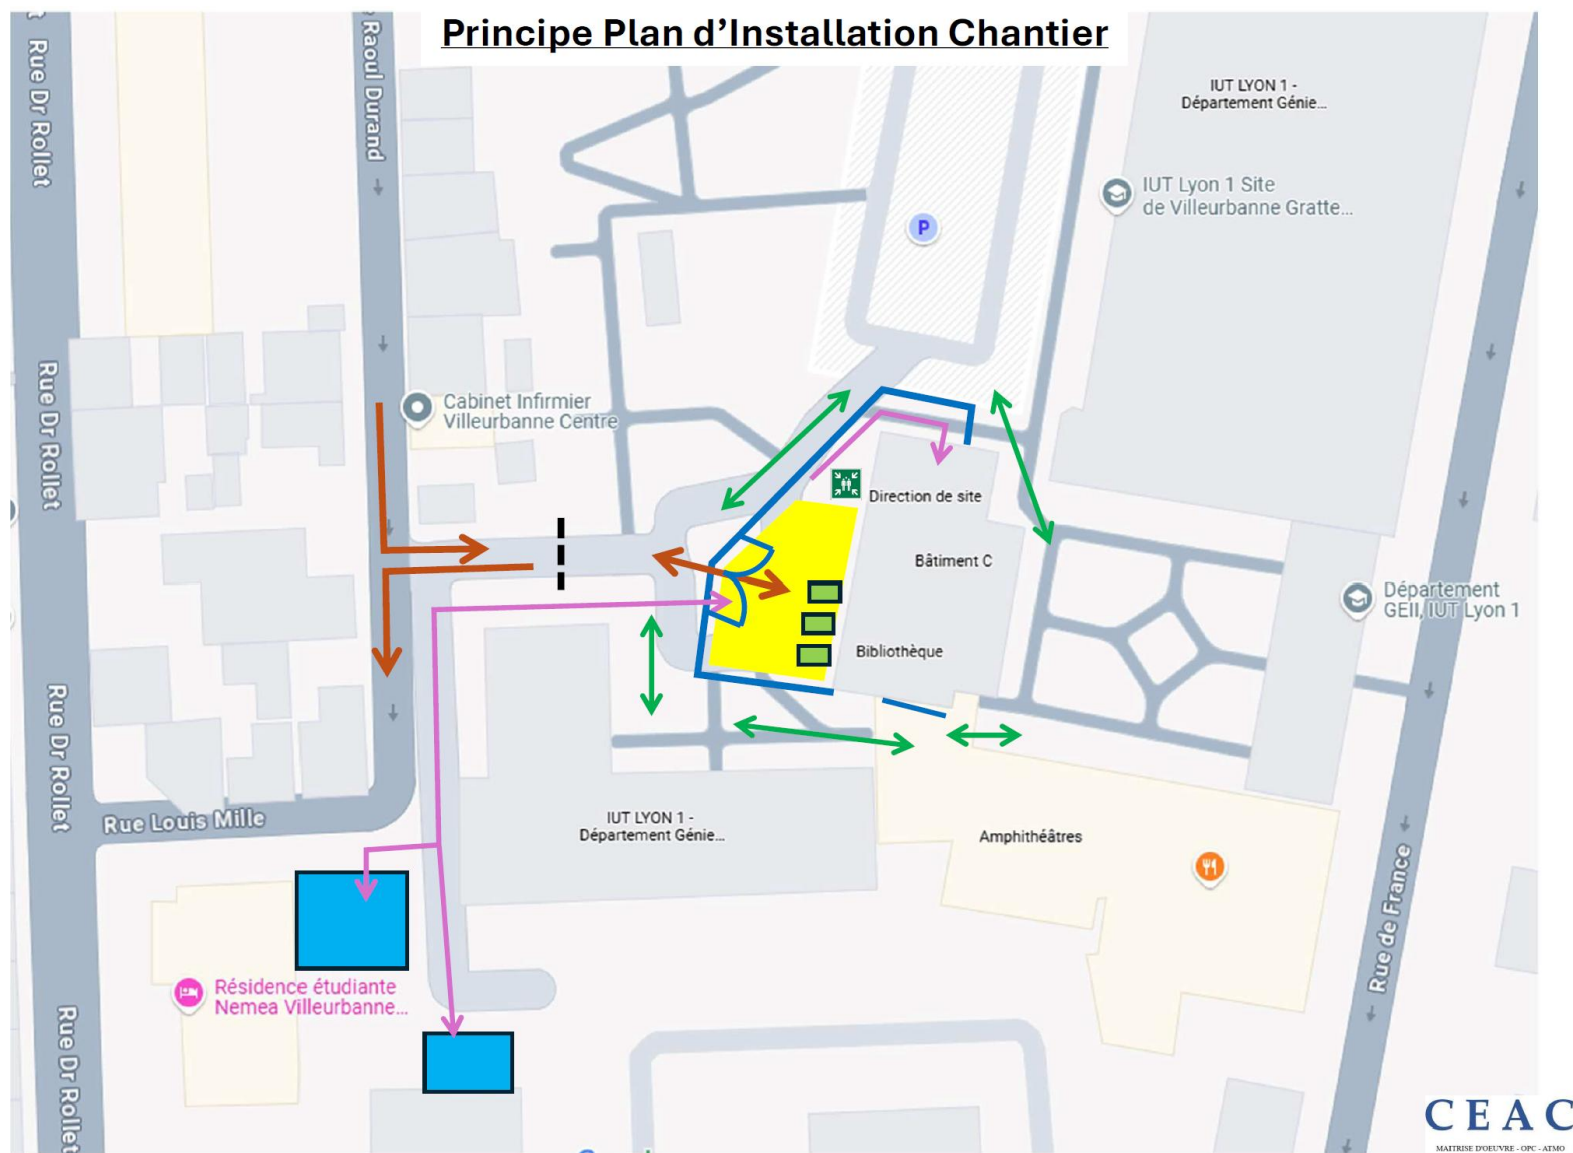 Principe Plan d'Installation Chantier
Rue Dr Rollet
Raoul Durand
IUT LYON 1 -
Département Génie...
IUT Lyon 1 Site
de Villeurbanne Gratte...
P
Rue Dr Rollet
Cabinet Infirmier
Villeurbanne Centre
Direction de site
Bâtiment C
Département
GEII, IUT Lyon 1
Bibliothèque
Rue Dr Rollet
Rue Louis Mille
IUT LYON 1 -
Département Génie...
Amphithéâtres
Rue de France
Résidence étudiante
Nemea Villeurbanne...
Rue Dr Rollet
CEAC
MAITRISE D'OEUVRE - OPC - ATMO